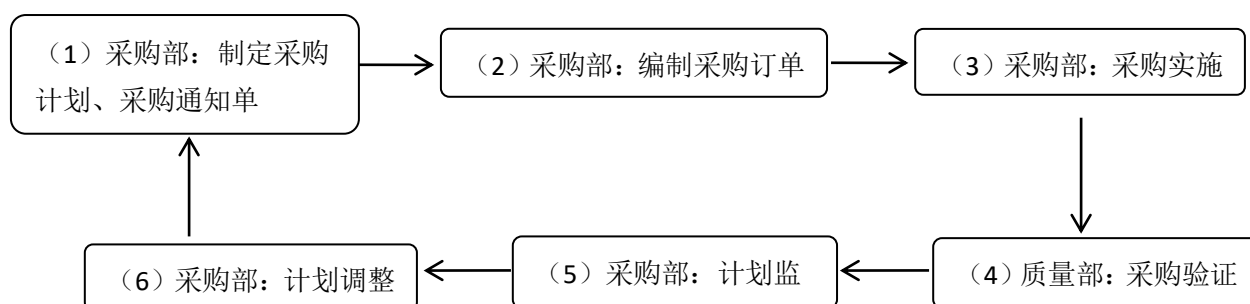 （1）采购部：制定采购
计划、采购通知单
（2）采购部：编制采购订单
（3）采购部：采购实施
（4）质量部：采购验证
（5）采购部：计划监
（6）采购部：计划调整